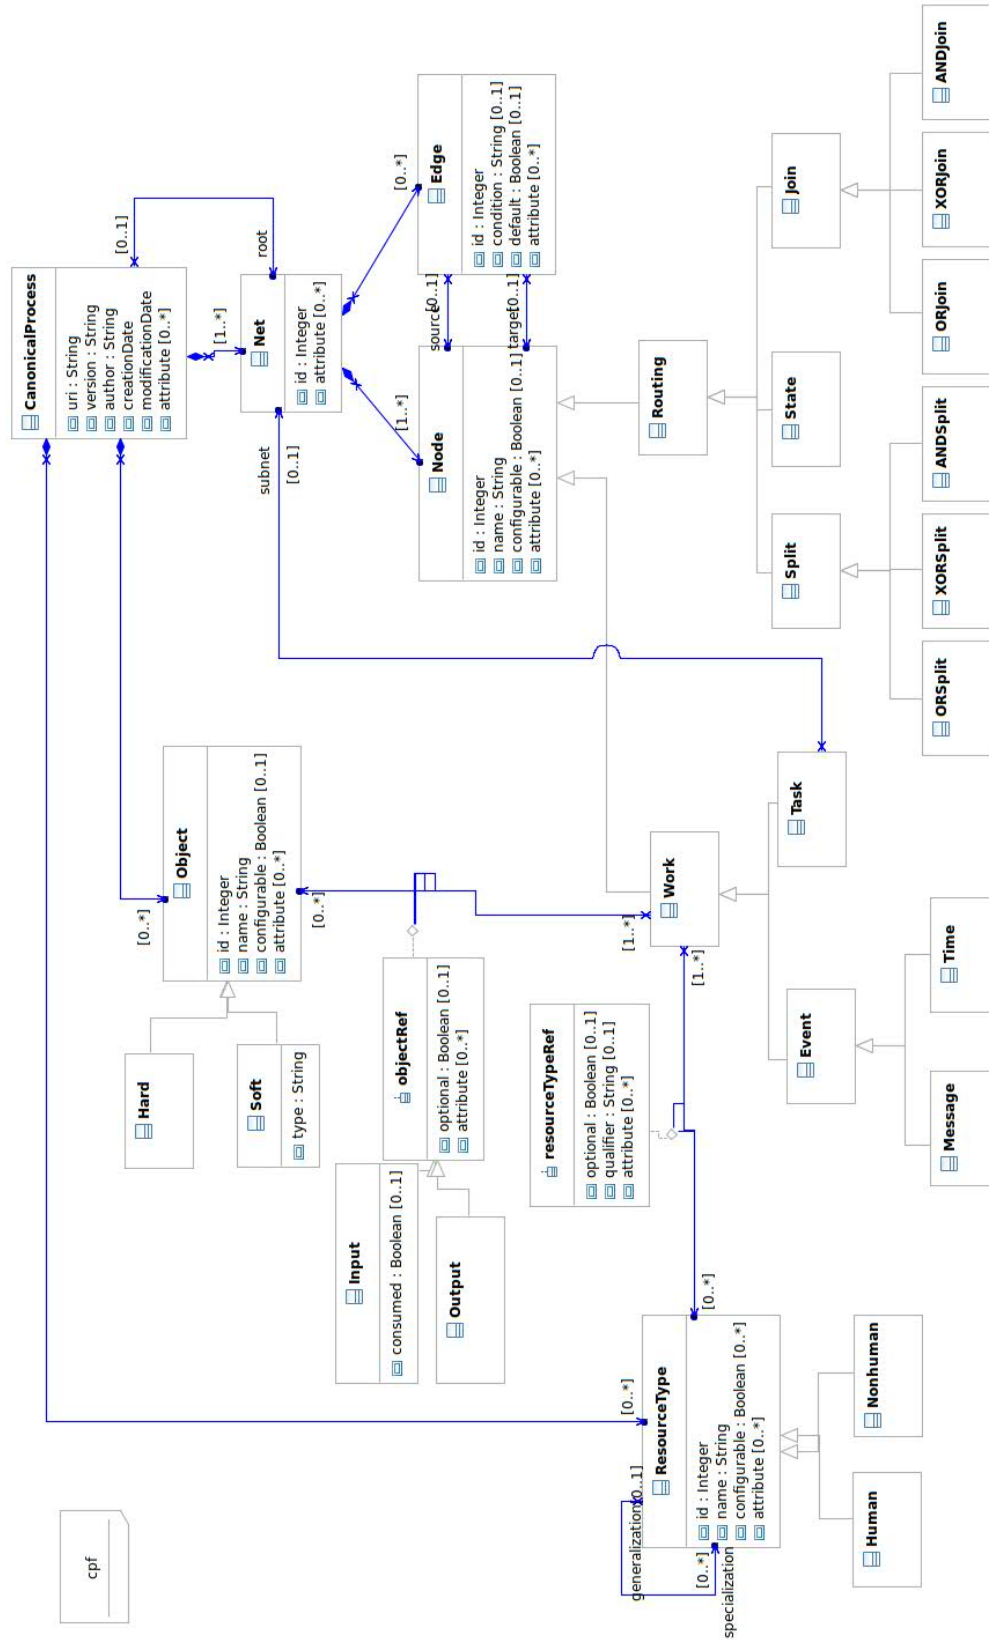 cpf
CanonicalProcess
uri : String
version : String
author : String
creationDate
modificationDate
attribute [0..*]
[0..1]
root
[1..*]
Net
id : Integer
attribute [0..*]
subnet
[0..1]
[1..*]
[0..*]
Node
id : Integer
name : String
configurable : Boolean [0..1]
attribute [0..*]
source
[0..1]
target
[0..1]
Edge
id : Integer
condition : String [0..1]
default : Boolean [0..1]
attribute [0..*]
[0..*]
Object
id : Integer
name : String
configurable : Boolean [0..1]
attribute [0..*]
[0..*]
Hard
Soft
type : String
objectRef
optional : Boolean [0..1]
attribute [0..*]
Input
consumed : Boolean [0..1]
Output
resourceTypeRef
optional : Boolean [0..1]
qualifier : String [0..1]
attribute [0..*]
[1..*]
Work
[1..*]
[0..*]
[0..*]
ResourceType
id : Integer
name : String
configurable : Boolean [0..*]
attribute [0..*]
generalization
[0..1]
[0..*]
specialization
Human
Nonhuman
Routing
Task
Event
Message
Time
Split
State
Join
ORSplit
XORSplit
ANDSplit
ORJoin
XORJoin
ANDJoin